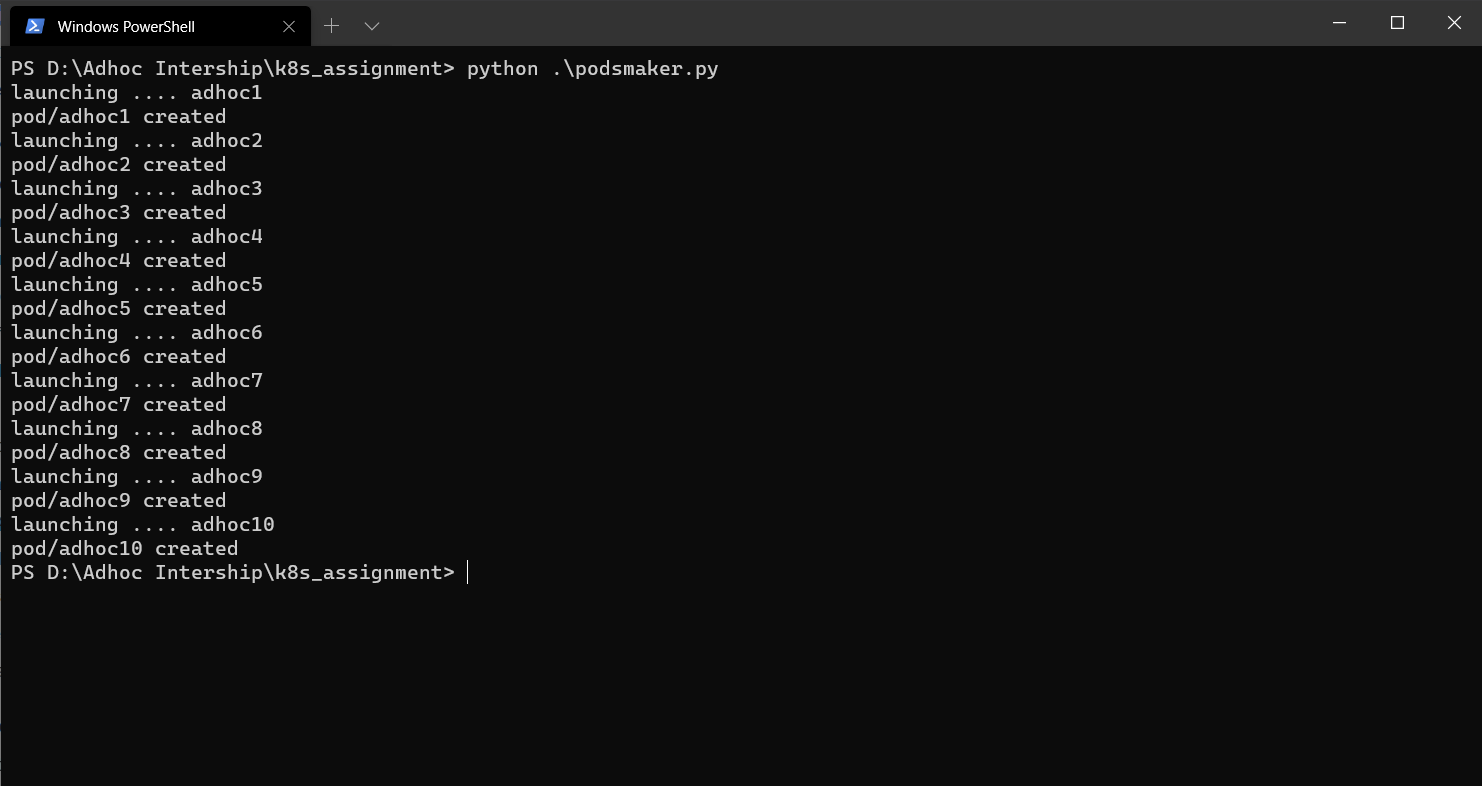 Windows PowerShell
PS D:\Adhoc Intership\k8s_assignment> python .\podsmaker.py
launching .... adhoc1
pod/adhoc1 created
launching .... adhoc2
pod/adhoc2 created
launching .... adhoc3
pod/adhoc3 created
launching .... adhoc4
pod/adhoc4 created
launching .... adhoc5
pod/adhoc5 created
launching .... adhoc6
pod/adhoc6 created
launching .... adhoc7
pod/adhoc7 created
launching .... adhoc8
pod/adhoc8 created
launching .... adhoc9
pod/adhoc9 created
launching .... adhoc10
pod/adhoc10 created
PS D:\Adhoc Intership\k8s_assignment>